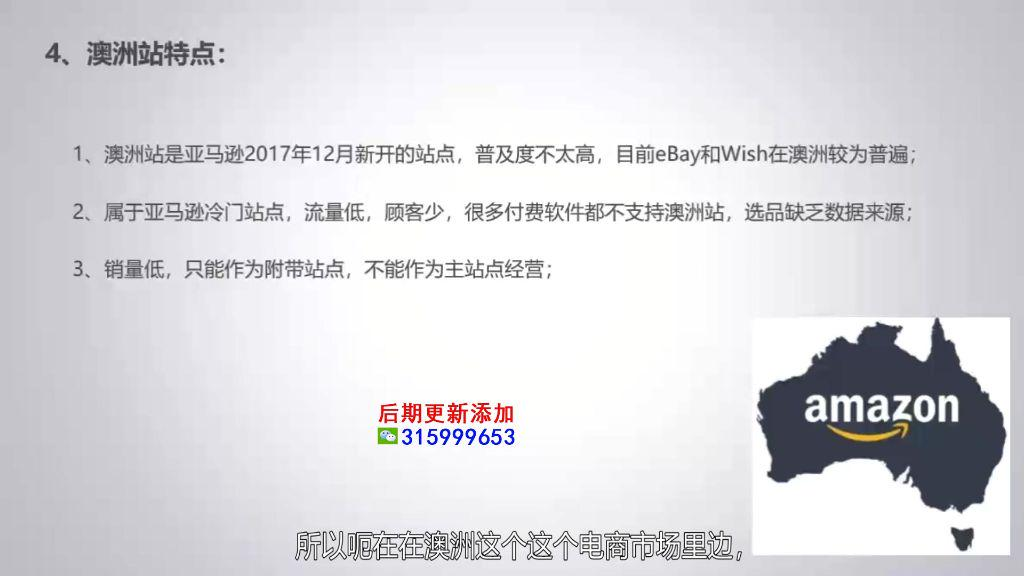 4、澳洲站特点：
1、澳洲站是亚马逊2017年12月新开的站点，普及度不太高，目前eBay和Wish在澳洲较为普遍；
2、属于亚马逊冷门站点，流量低，顾客少，很多付费软件都不支持澳洲站，选品缺乏数据来源；
3、销量低，只能作为附带站点，不能作为主站点经营；
amazon
后期更新添加
315999653
所以呃在在澳洲这个这个电商市场里边，